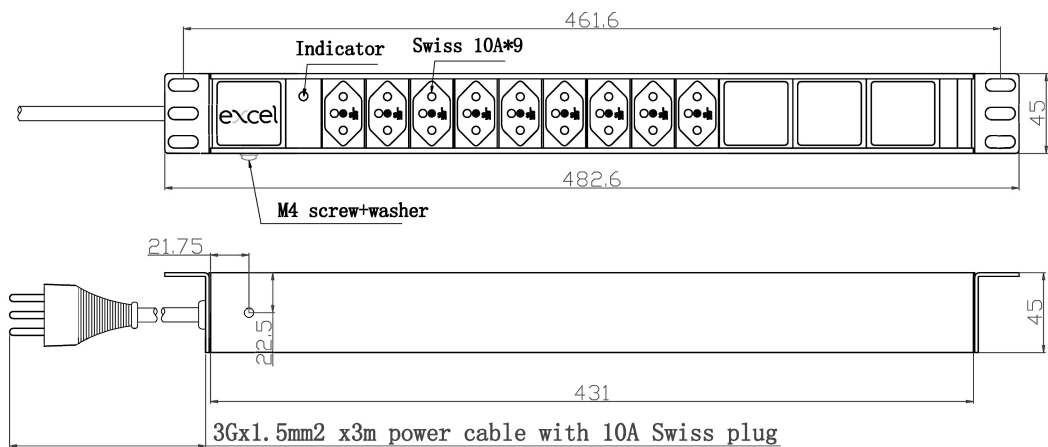 461.6
Indicator
Swiss 10A*9
excel
45
482.6
M4 screw+washer
21.75
22.5
45
431
3Gx1.5mm2 x3m power cable with 10A Swiss plug